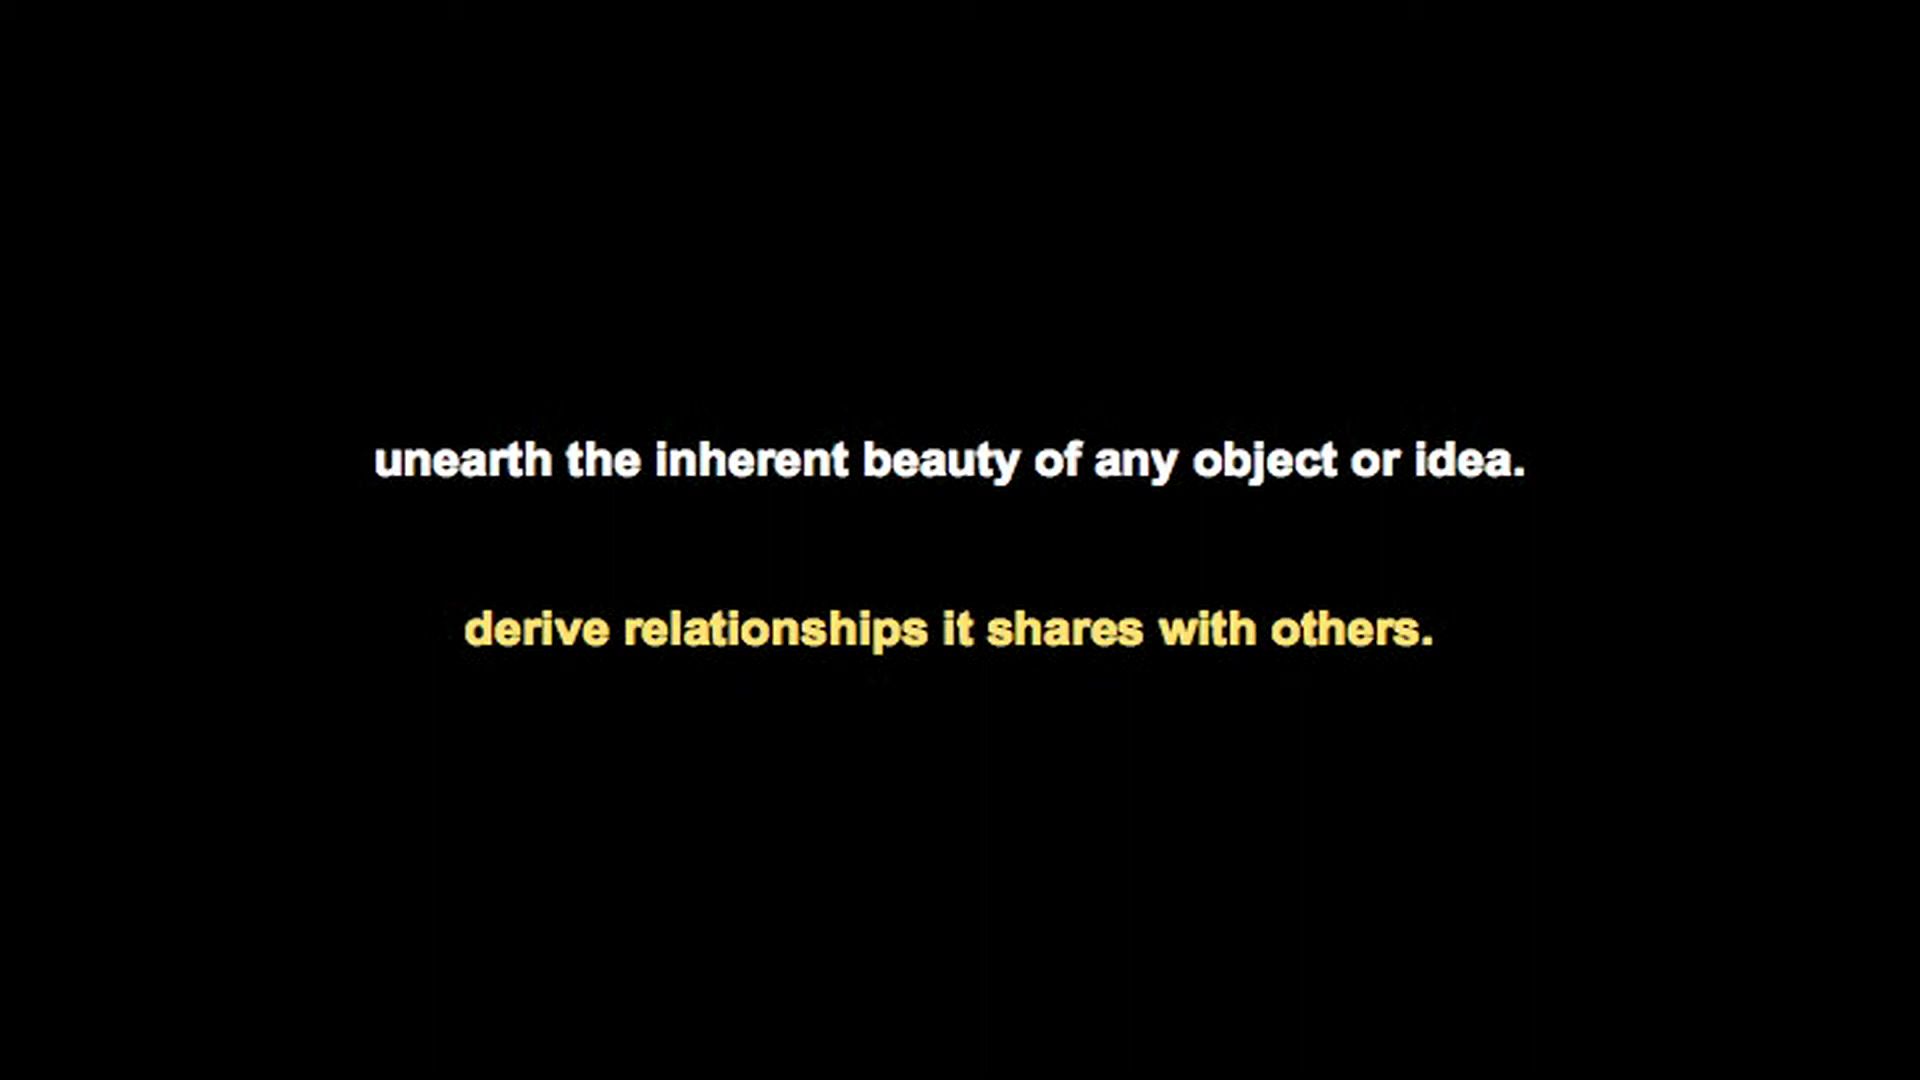 unearth the inherent beauty of any object or idea.
derive relationships it shares with others.